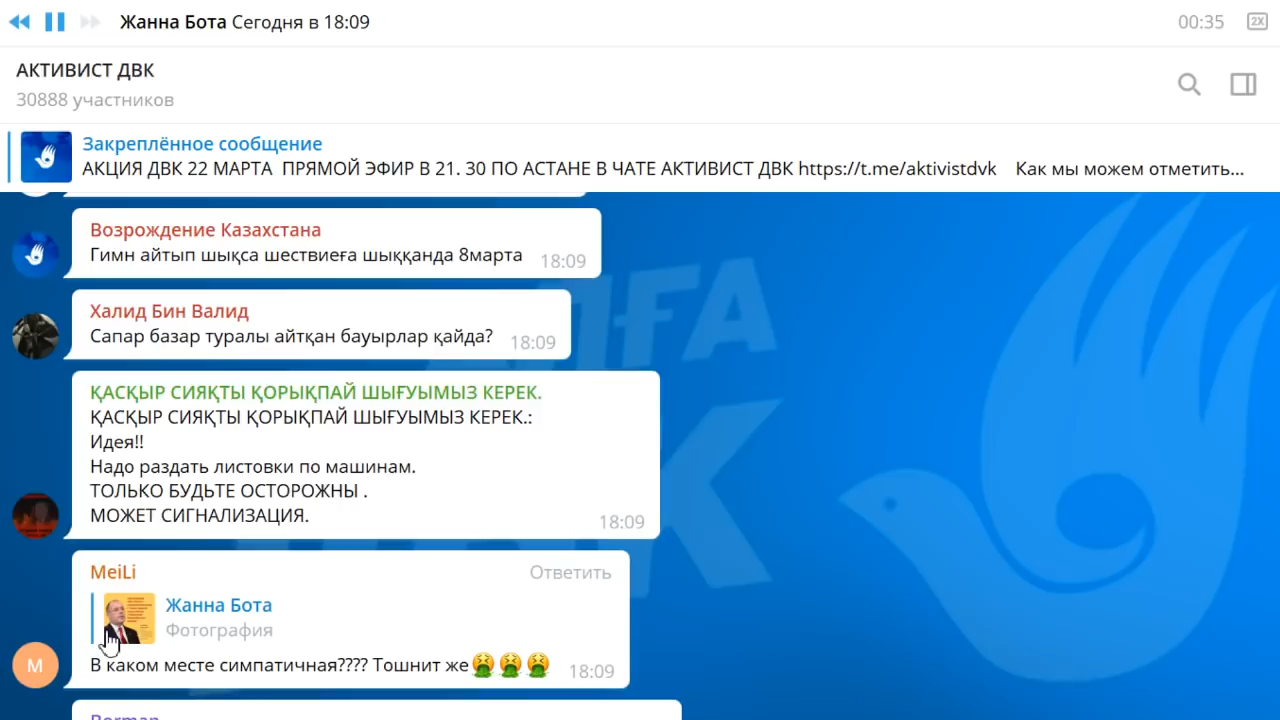 Жанна Бота Сегодня в 18:09
00:35
2X
АКТИВИСТ ДВК
30888 участников
Закреплённое сообщение
АКЦИЯ ДВК 22 МАРТА ПРЯМОЙ ЭФИР В 21. 30 ПО АСТАНЕ В ЧАТЕ АКТИВИСТ ДВК https://t.me/aktivistdvk Как мы можем отметить...
Возрождение Казахстана
Гимн айтып шықса шествиеға шыққанда 8марта
18:09
Халид Бин Валид
Сапар базар туралы айтқан бауырлар қайда?
18:09
ҚАСҚЫР СИЯҚТЫ ҚОРЫҚПАЙ ШЫҒУЫМЫЗ КЕРЕК.
ҚАСҚЫР СИЯҚТЫ ҚОРЫҚПАЙ ШЫҒУЫМЫЗ КЕРЕК.:
Идея!!
Надо раздать листовки по машинам.
ТОЛЬКО БУДЬТЕ ОСТОРОЖНЫ .
МОЖЕТ СИГНАЛИЗАЦИЯ.
18:09
MeiLi
Ответить
Жанна Бота
Фотография
В каком месте симпатичная???? Тошнит же🤮🤮🤮
18:09
М